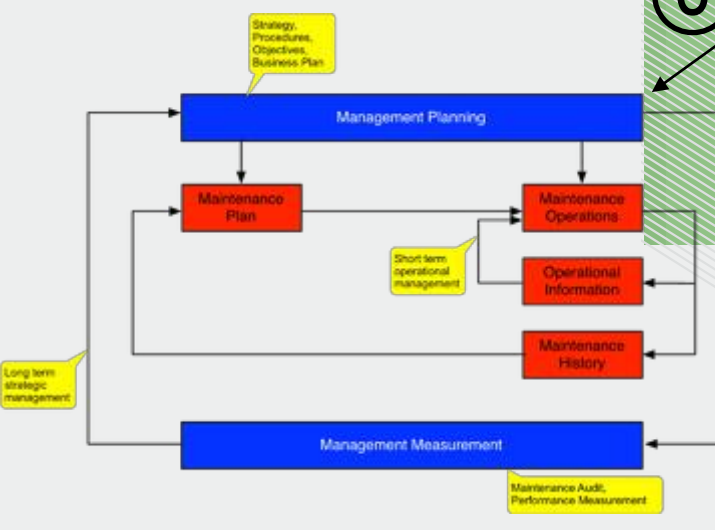 Strategy,
Procedures,
Objectives,
Business Plan
Management Planning
Maintenance
Plan
Maintenance
Operations
Short term
operational
management
Operational
Information
Maintenance
History
Long term
strategic
management
Management Measurement
Maintenance Audit,
Performance Measurement